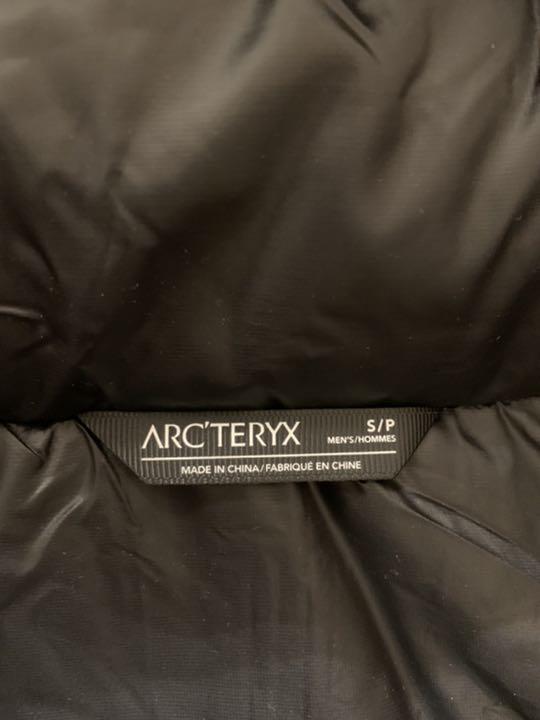 ARC'TERYX S/P
MEN'S/HOMMES
MADE IN CHINA/FABRIQUÉ EN CHINE